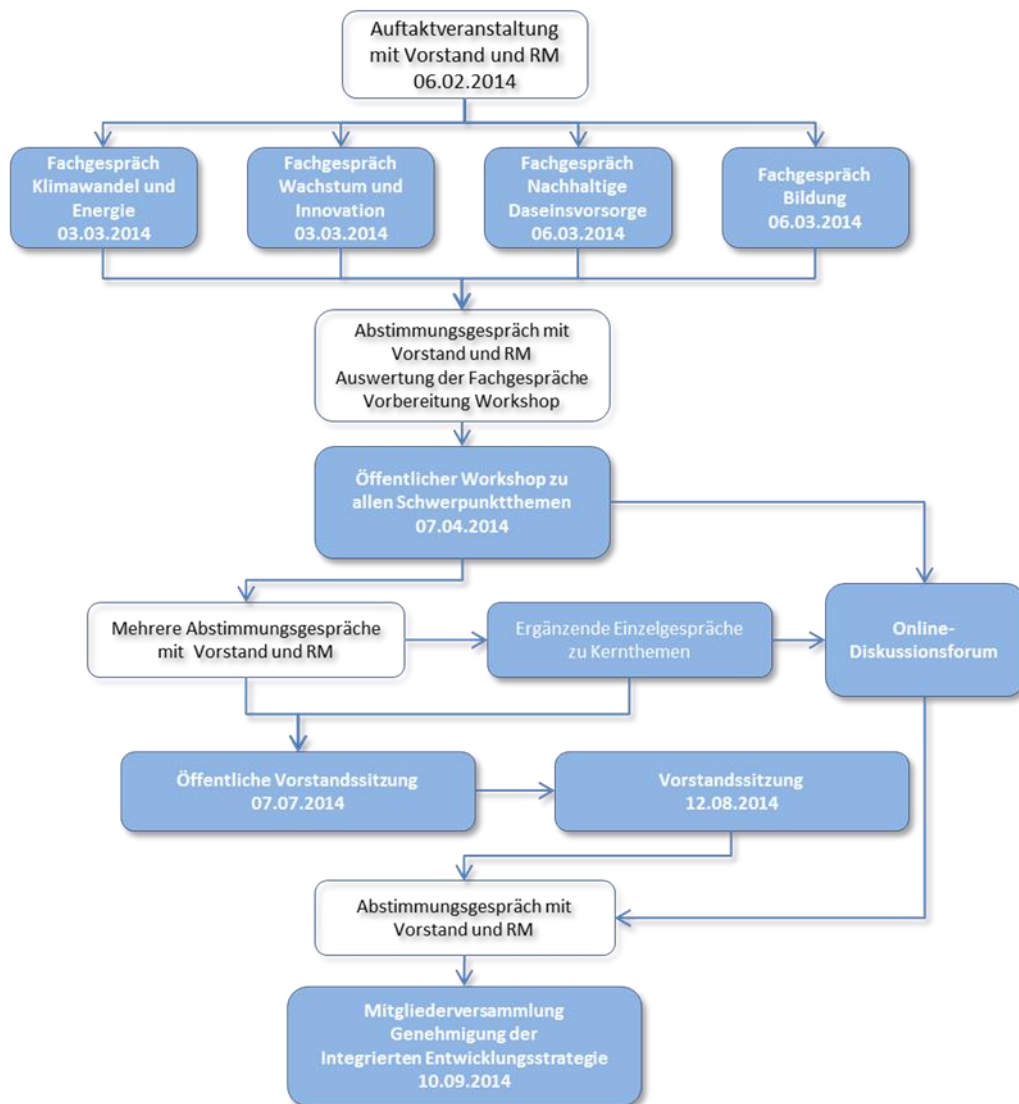 Auftaktveranstaltung
mit Vorstand und RM
06.02.2014
Fachgespräch
Klimawandel und
Energie
03.03.2014
Fachgespräch
Wachstum und
Innovation
03.03.2014
Fachgespräch
Nachhaltige
Daseinsvorsorge
06.03.2014
Fachgespräch
Bildung
06.03.2014
Abstimmungsgespräch mit
Vorstand und RM
Auswertung der Fachgespräche
Vorbereitung Workshop
Öffentlicher Workshop zu
allen Schwerpunktthemen
07.04.2014
Mehrere Abstimmungsgespräche
mit Vorstand und RM
Ergänzende Einzelgespräche
zu Kernthemen
Online-
Diskussionsforum
Öffentliche Vorstandssitzung
07.07.2014
Vorstandssitzung
12.08.2014
Abstimmungsgespräch mit
Vorstand und RM
Mitgliederversammlung
Genehmigung der
Integrierten Entwicklungsstrategie
10.09.2014